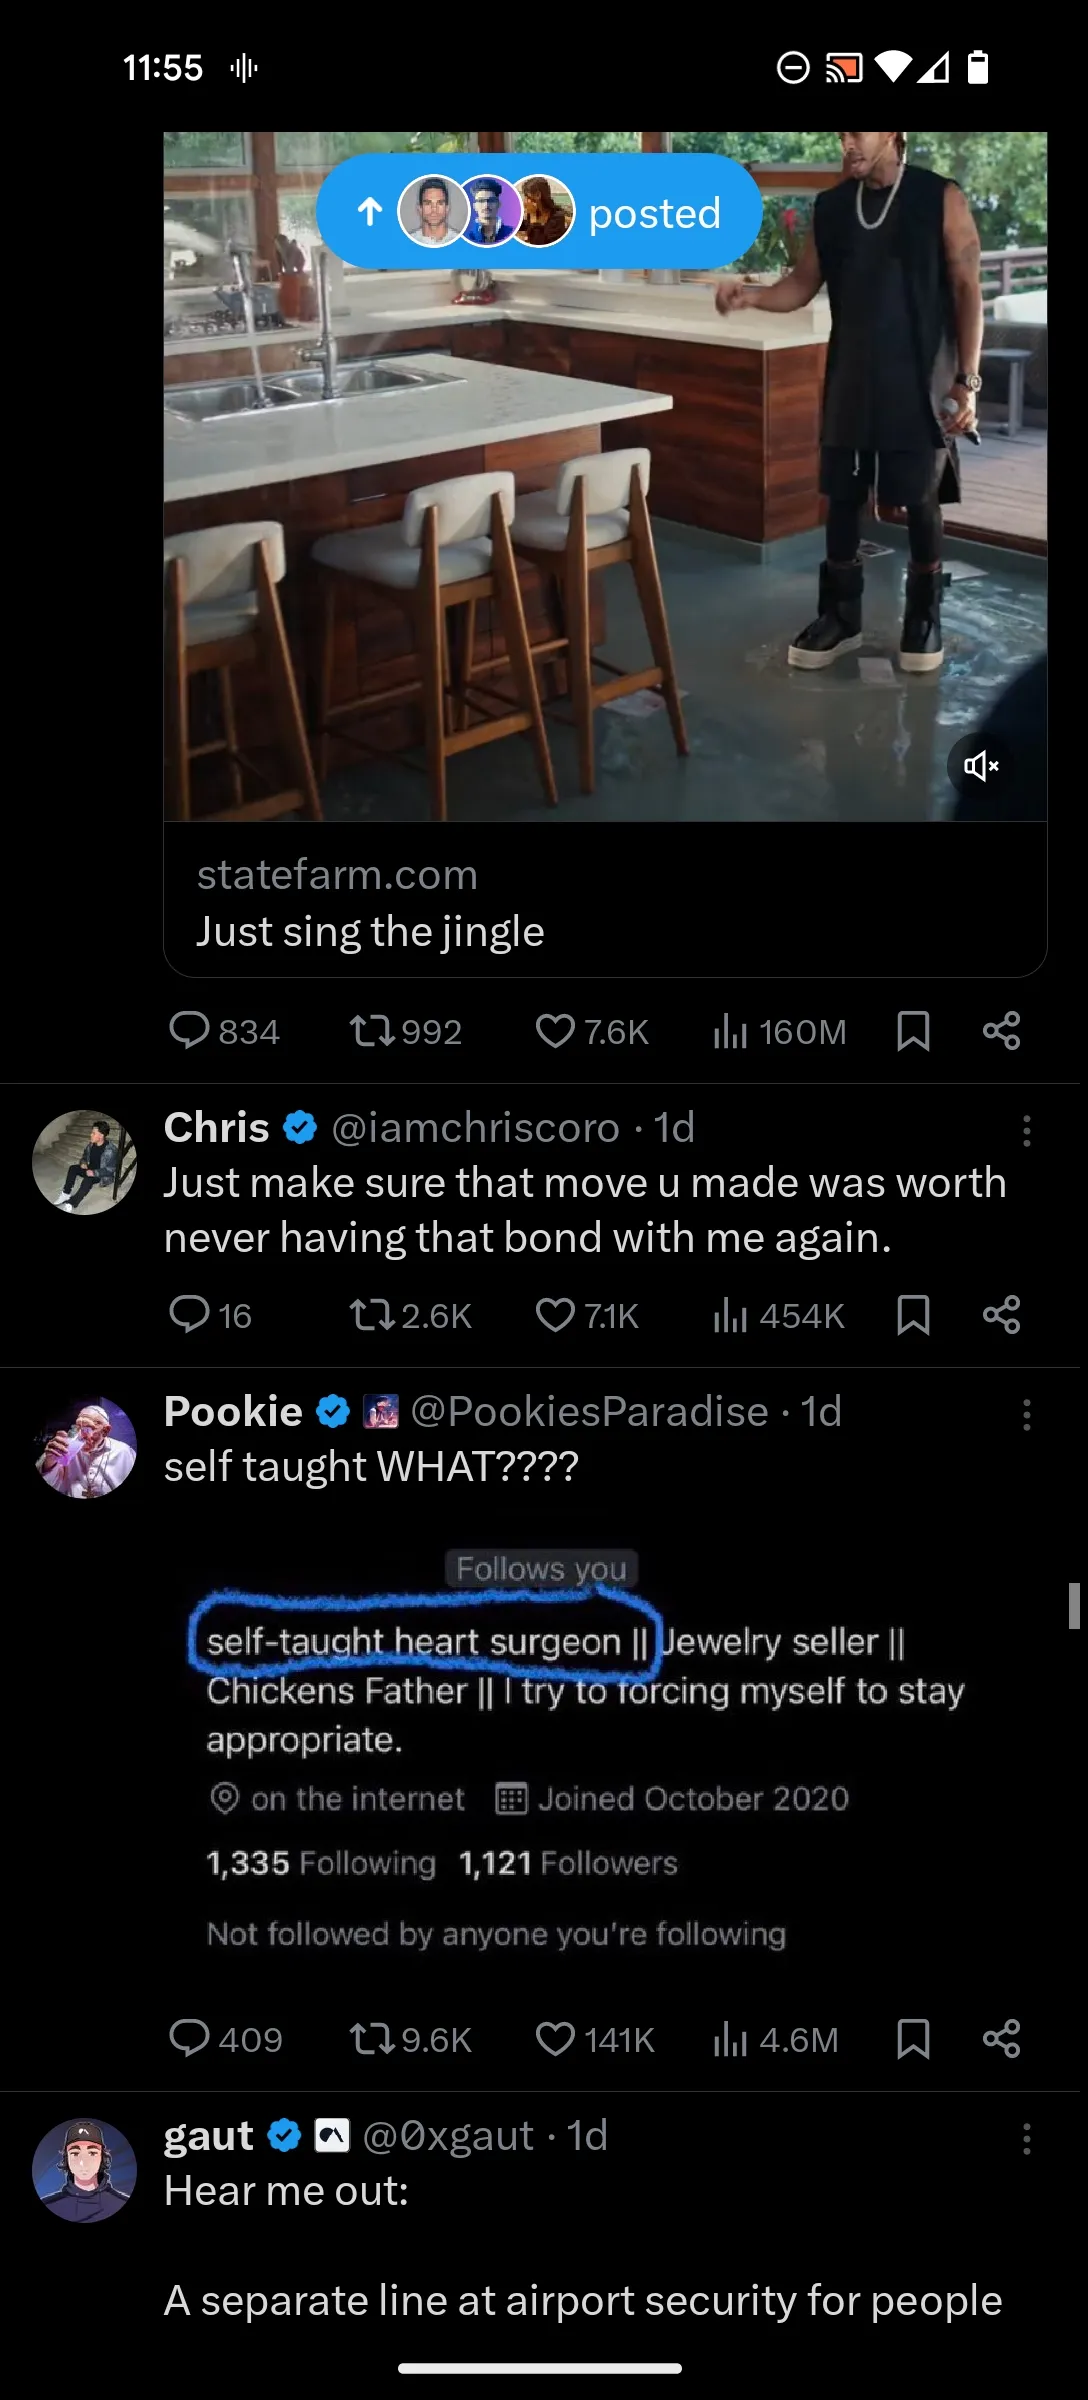 11:55
posted
statefarm.com
Just sing the jingle
834 992 7.6K 160M
Chris @iamchriscoro · 1d
Just make sure that move u made was worth
never having that bond with me again.
16 2.6K 7.1K 454K
Pookie @PookiesParadise · 1d
self taught WHAT????
Follows you
self-taught heart surgeon || Jewelry seller ||
Chickens Father || I try to forcing myself to stay
appropriate.
on the internet Joined October 2020
1,335 Following 1,121 Followers
Not followed by anyone you're following
409 9.6K 141K 4.6M
gaut @0xgaut · 1d
Hear me out:
A separate line at airport security for people